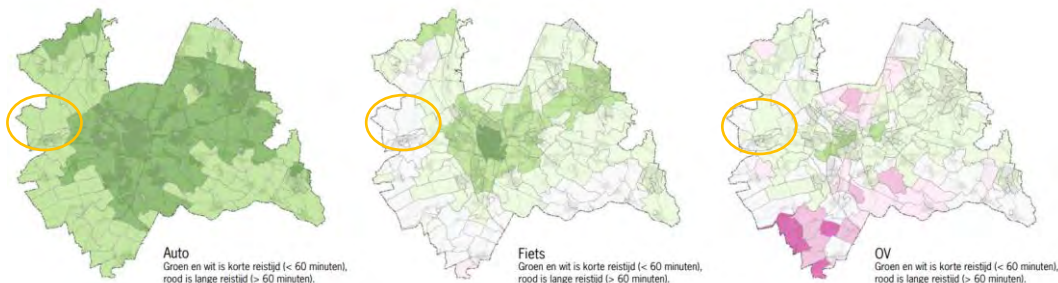 Auto
Groen en wit is korte reistijd (< 60 minuten),
rood is lange reistijd (> 60 minuten).
Fiets
Groen en wit is korte reistijd (< 60 minuten),
rood is lange reistijd (> 60 minuten).
OV
Groen en wit is korte reistijd (< 60 minuten),
rood is lange reistijd (> 60 minuten).